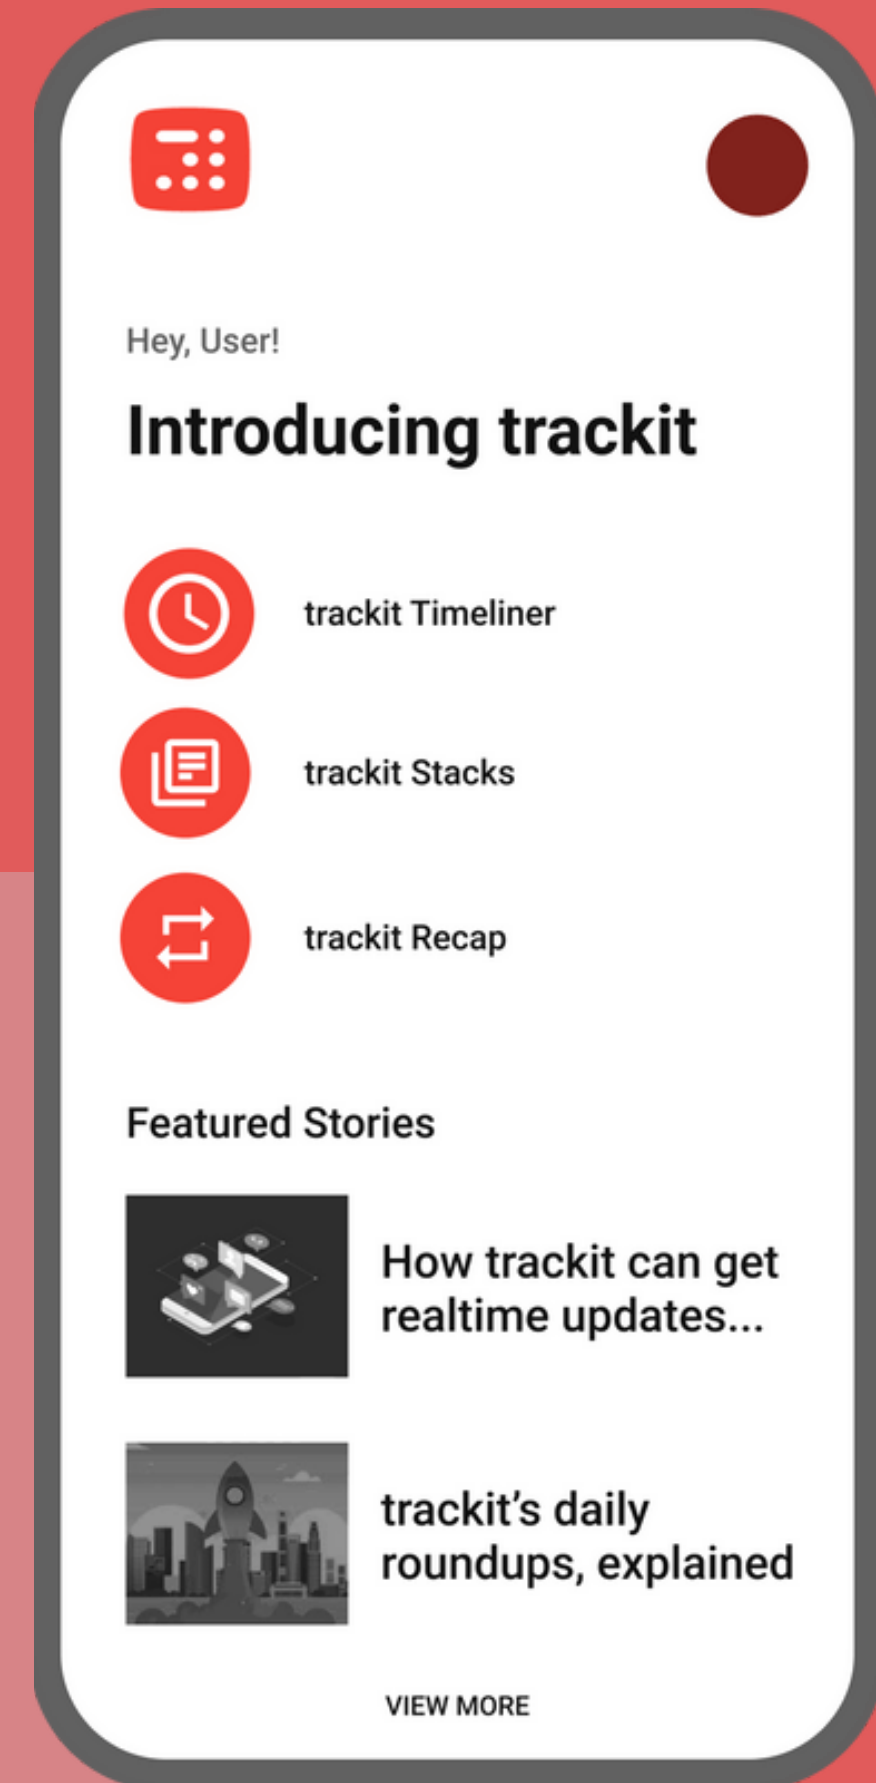 Hey, User!
Introducing trackit
trackit Timeliner
trackit Stacks
trackit Recap
Featured Stories
How trackit can get
realtime updates...
trackit’s daily
roundups, explained
VIEW MORE